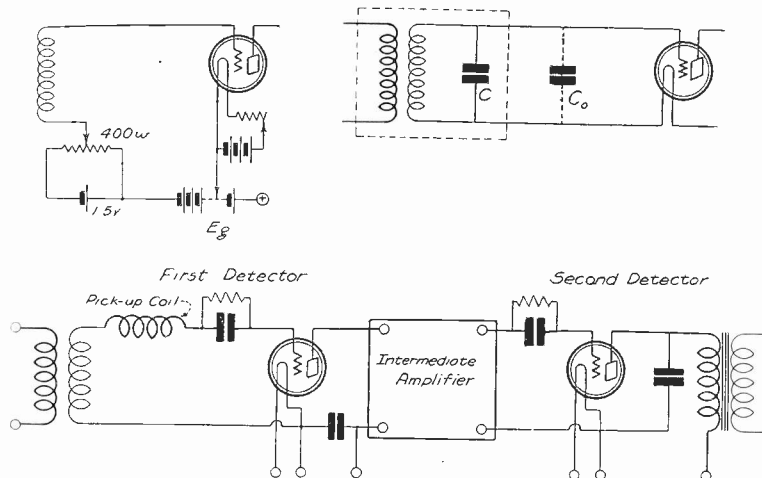 400w
1.5v
Eg
C
Co
First Detector
Second Detector
Pick-up Coil
Intermediate
Amplifier